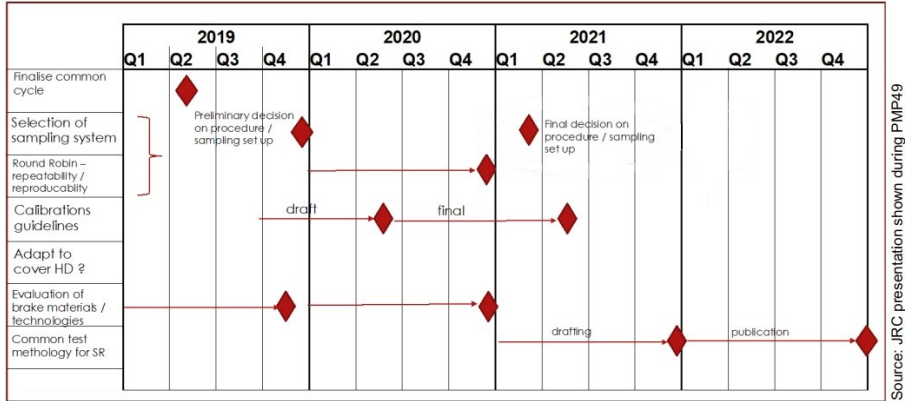 2019 2020 2021 2022
Q1 Q2 Q3 Q4 Q1 Q2 Q3 Q4 Q1 Q2 Q3 Q4 Q1 Q2 Q3 Q4
Finalise common
cycle
Selection of
sampling system
Preliminary decision
on procedure /
sampling set up
Final decision on
procedure / sampling
set up
Round Robin –
repeatability /
reproducablity
Calibrations
guidelines
draft
final
Adapt to
cover HD ?
Evaluation of
brake materials /
technologies
Common test
methology for SR
drafting
publication
Source: JRC presentation shown during PMP49